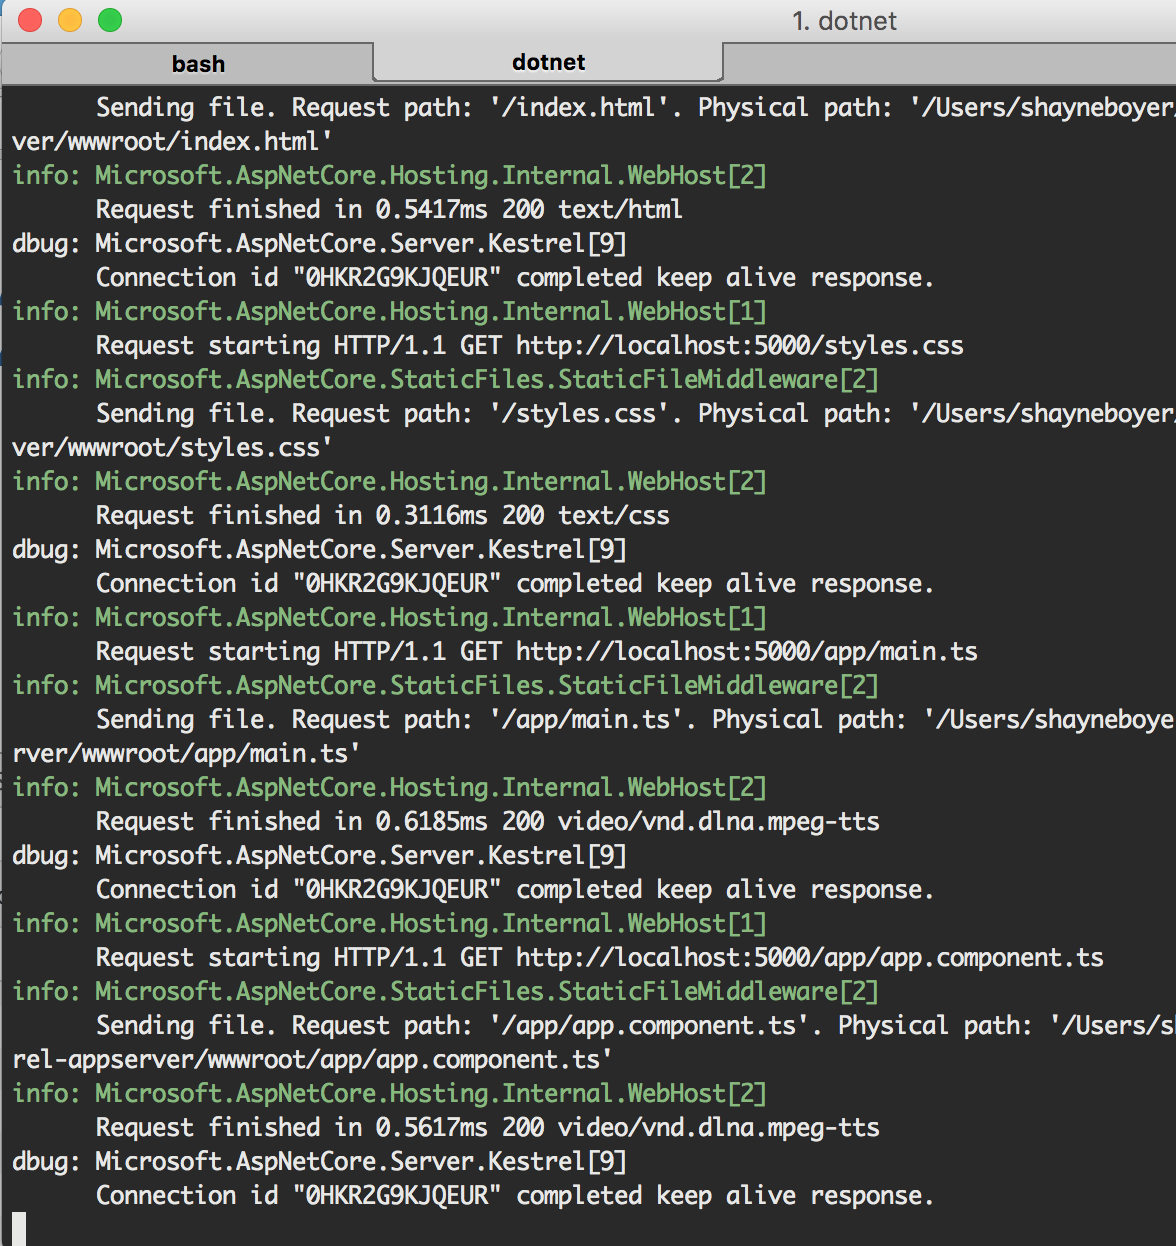 1. dotnet
bash
dotnet
Sending file. Request path: '/index.html'. Physical path: '/Users/shayneboyer/
ver/wwwroot/index.html'
info: Microsoft.AspNetCore.Hosting.Internal.WebHost[2]
Request finished in 0.5417ms 200 text/html
dbug: Microsoft.AspNetCore.Server.Kestrel[9]
Connection id "0HKR2G9KJQEUR" completed keep alive response.
info: Microsoft.AspNetCore.Hosting.Internal.WebHost[1]
Request starting HTTP/1.1 GET http://localhost:5000/styles.css
info: Microsoft.AspNetCore.StaticFiles.StaticFileMiddleware[2]
Sending file. Request path: '/styles.css'. Physical path: '/Users/shayneboyer/
ver/wwwroot/styles.css'
info: Microsoft.AspNetCore.Hosting.Internal.WebHost[2]
Request finished in 0.3116ms 200 text/css
dbug: Microsoft.AspNetCore.Server.Kestrel[9]
Connection id "0HKR2G9KJQEUR" completed keep alive response.
info: Microsoft.AspNetCore.Hosting.Internal.WebHost[1]
Request starting HTTP/1.1 GET http://localhost:5000/app/main.ts
info: Microsoft.AspNetCore.StaticFiles.StaticFileMiddleware[2]
Sending file. Request path: '/app/main.ts'. Physical path: '/Users/shayneboye
rver/wwwroot/app/main.ts'
info: Microsoft.AspNetCore.Hosting.Internal.WebHost[2]
Request finished in 0.6185ms 200 video/vnd.dlna.mpeg-tts
dbug: Microsoft.AspNetCore.Server.Kestrel[9]
Connection id "0HKR2G9KJQEUR" completed keep alive response.
info: Microsoft.AspNetCore.Hosting.Internal.WebHost[1]
Request starting HTTP/1.1 GET http://localhost:5000/app/app.component.ts
info: Microsoft.AspNetCore.StaticFiles.StaticFileMiddleware[2]
Sending file. Request path: '/app/app.component.ts'. Physical path: '/Users/s
rel-appserver/wwwroot/app/app.component.ts'
info: Microsoft.AspNetCore.Hosting.Internal.WebHost[2]
Request finished in 0.5617ms 200 video/vnd.dlna.mpeg-tts
dbug: Microsoft.AspNetCore.Server.Kestrel[9]
Connection id "0HKR2G9KJQEUR" completed keep alive response.